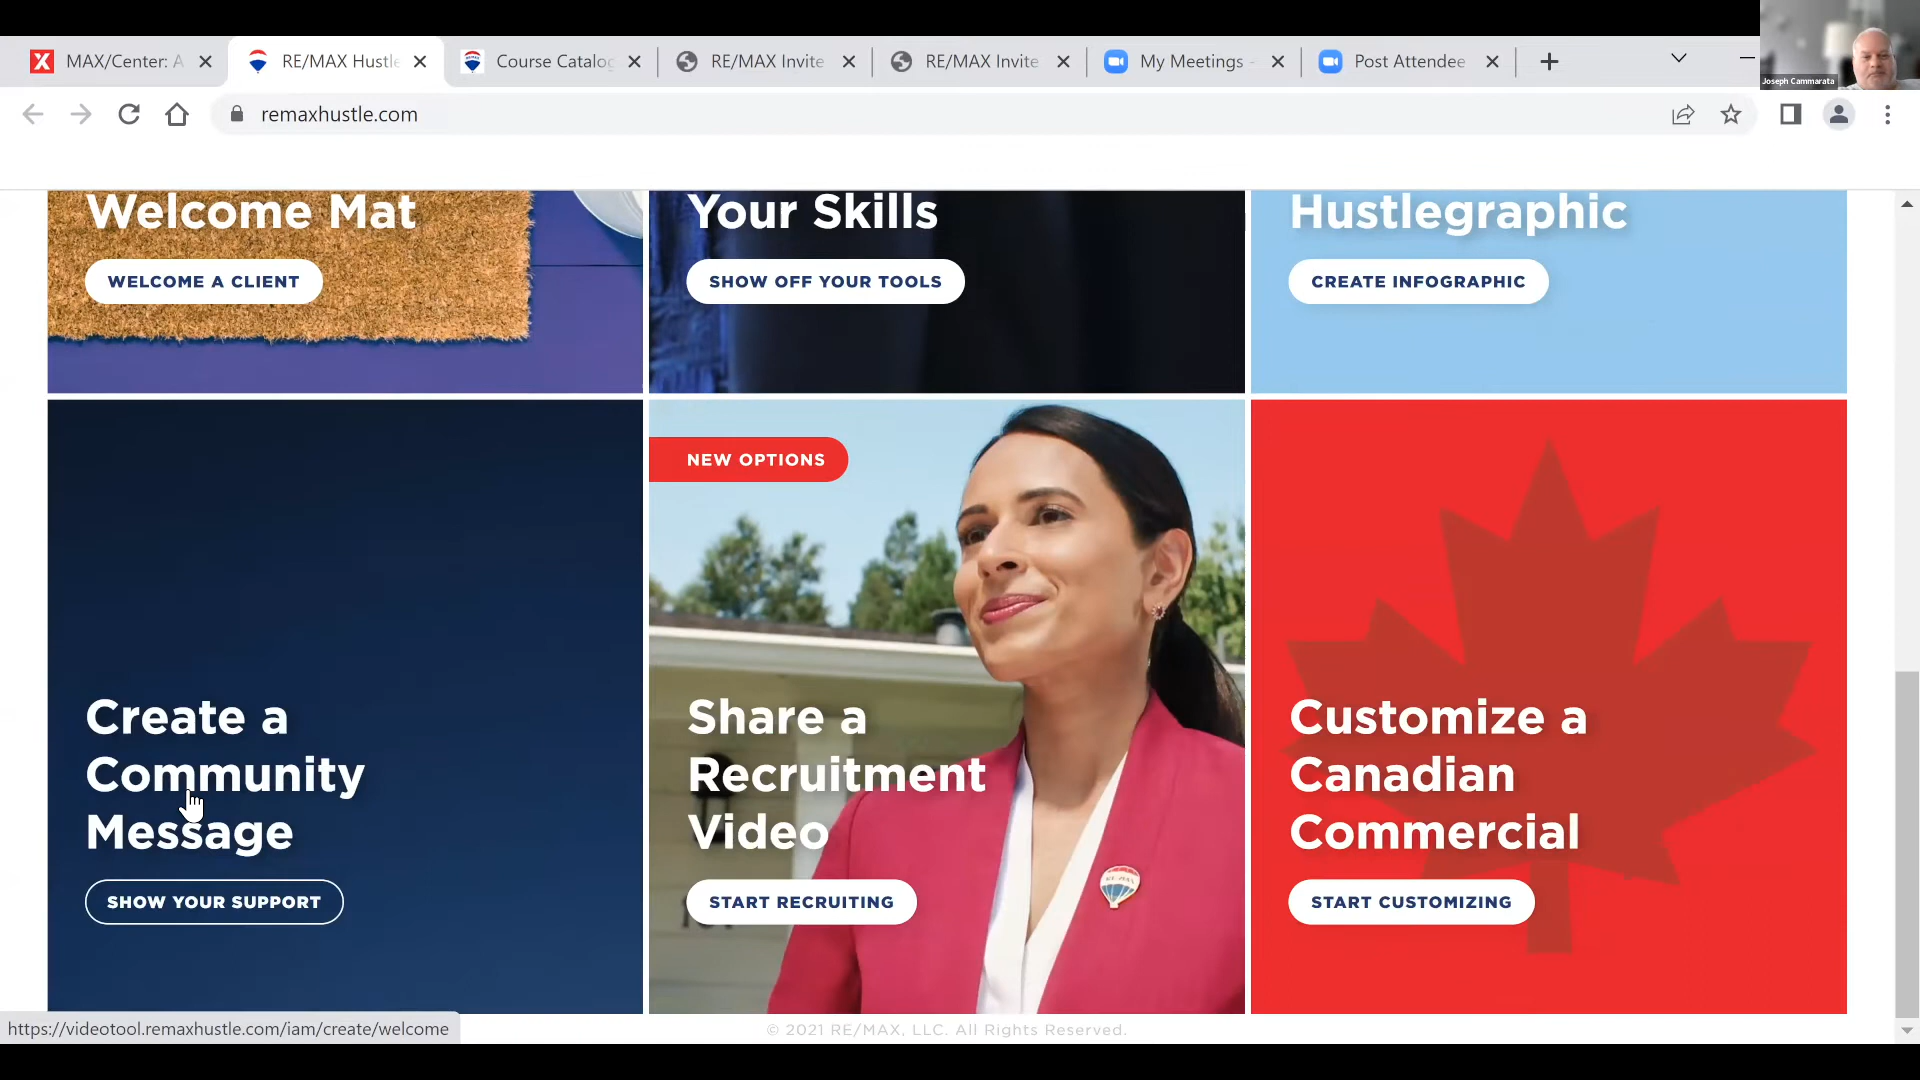 MAX/Center: A
RE/MAX Hustle
Course Catalog
RE/MAX Invite
RE/MAX Invite
My Meetings -
Post Attendee
Joseph Cammarata
remaxhustle.com
Welcome Mat
WELCOME A CLIENT
Your Skills
SHOW OFF YOUR TOOLS
Hustlegraphic
CREATE INFOGRAPHIC
Create a
Community
Message
SHOW YOUR SUPPORT
NEW OPTIONS
Share a
Recruitment
Video
START RECRUITING
RE/MAX
Customize a
Canadian
Commercial
START CUSTOMIZING
https://videotool.remaxhustle.com/iam/create/welcome
© 2021 RE/MAX, LLC. All Rights Reserved.